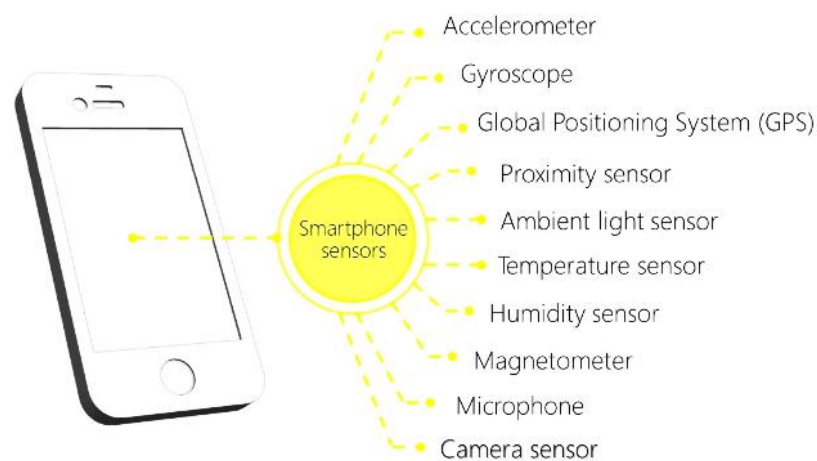 Accelerometer
Gyroscope
Global Positioning System (GPS)
Proximity sensor
Smartphone
sensors
Ambient light sensor
Temperature sensor
Humidity sensor
Magnetometer
Microphone
Camera sensor